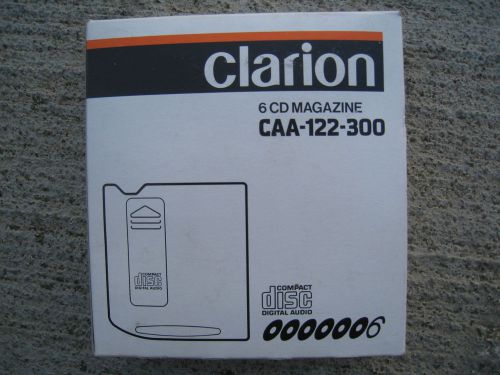 clarion
6 CD MAGAZINE
CAA-122-300
COMPACT
disc
DIGITAL AUDIO
COMPACT
disc
DIGITAL AUDIO
6